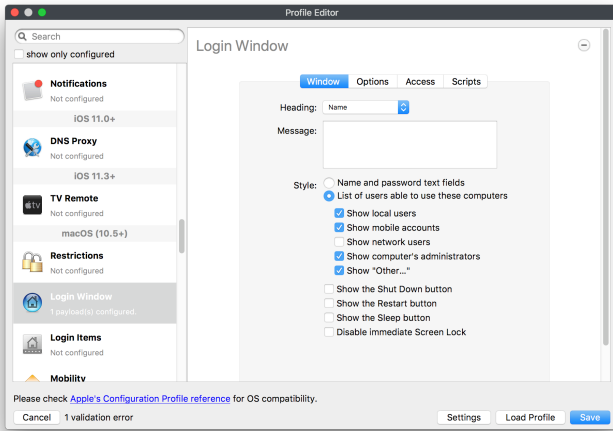 Profile Editor
Search
show only configured
Notifications
Not configured
iOS 11.0+
DNS Proxy
Not configured
iOS 11.3+
tv
TV Remote
Not configured
macOS (10.5+)
Restrictions
Not configured
Login Window
1 payload(s) configured.
Login Items
Not configured
Mobility
Login Window
Window Options Access Scripts
Heading: Name
Message:
Style: Name and password text fields
List of users able to use these computers
Show local users
Show mobile accounts
Show network users
Show computer's administrators
Show "Other..."
Show the Shut Down button
Show the Restart button
Show the Sleep button
Disable immediate Screen Lock
Please check Apple's Configuration Profile reference for OS compatibility.
Cancel 1 validation error Settings Load Profile Save